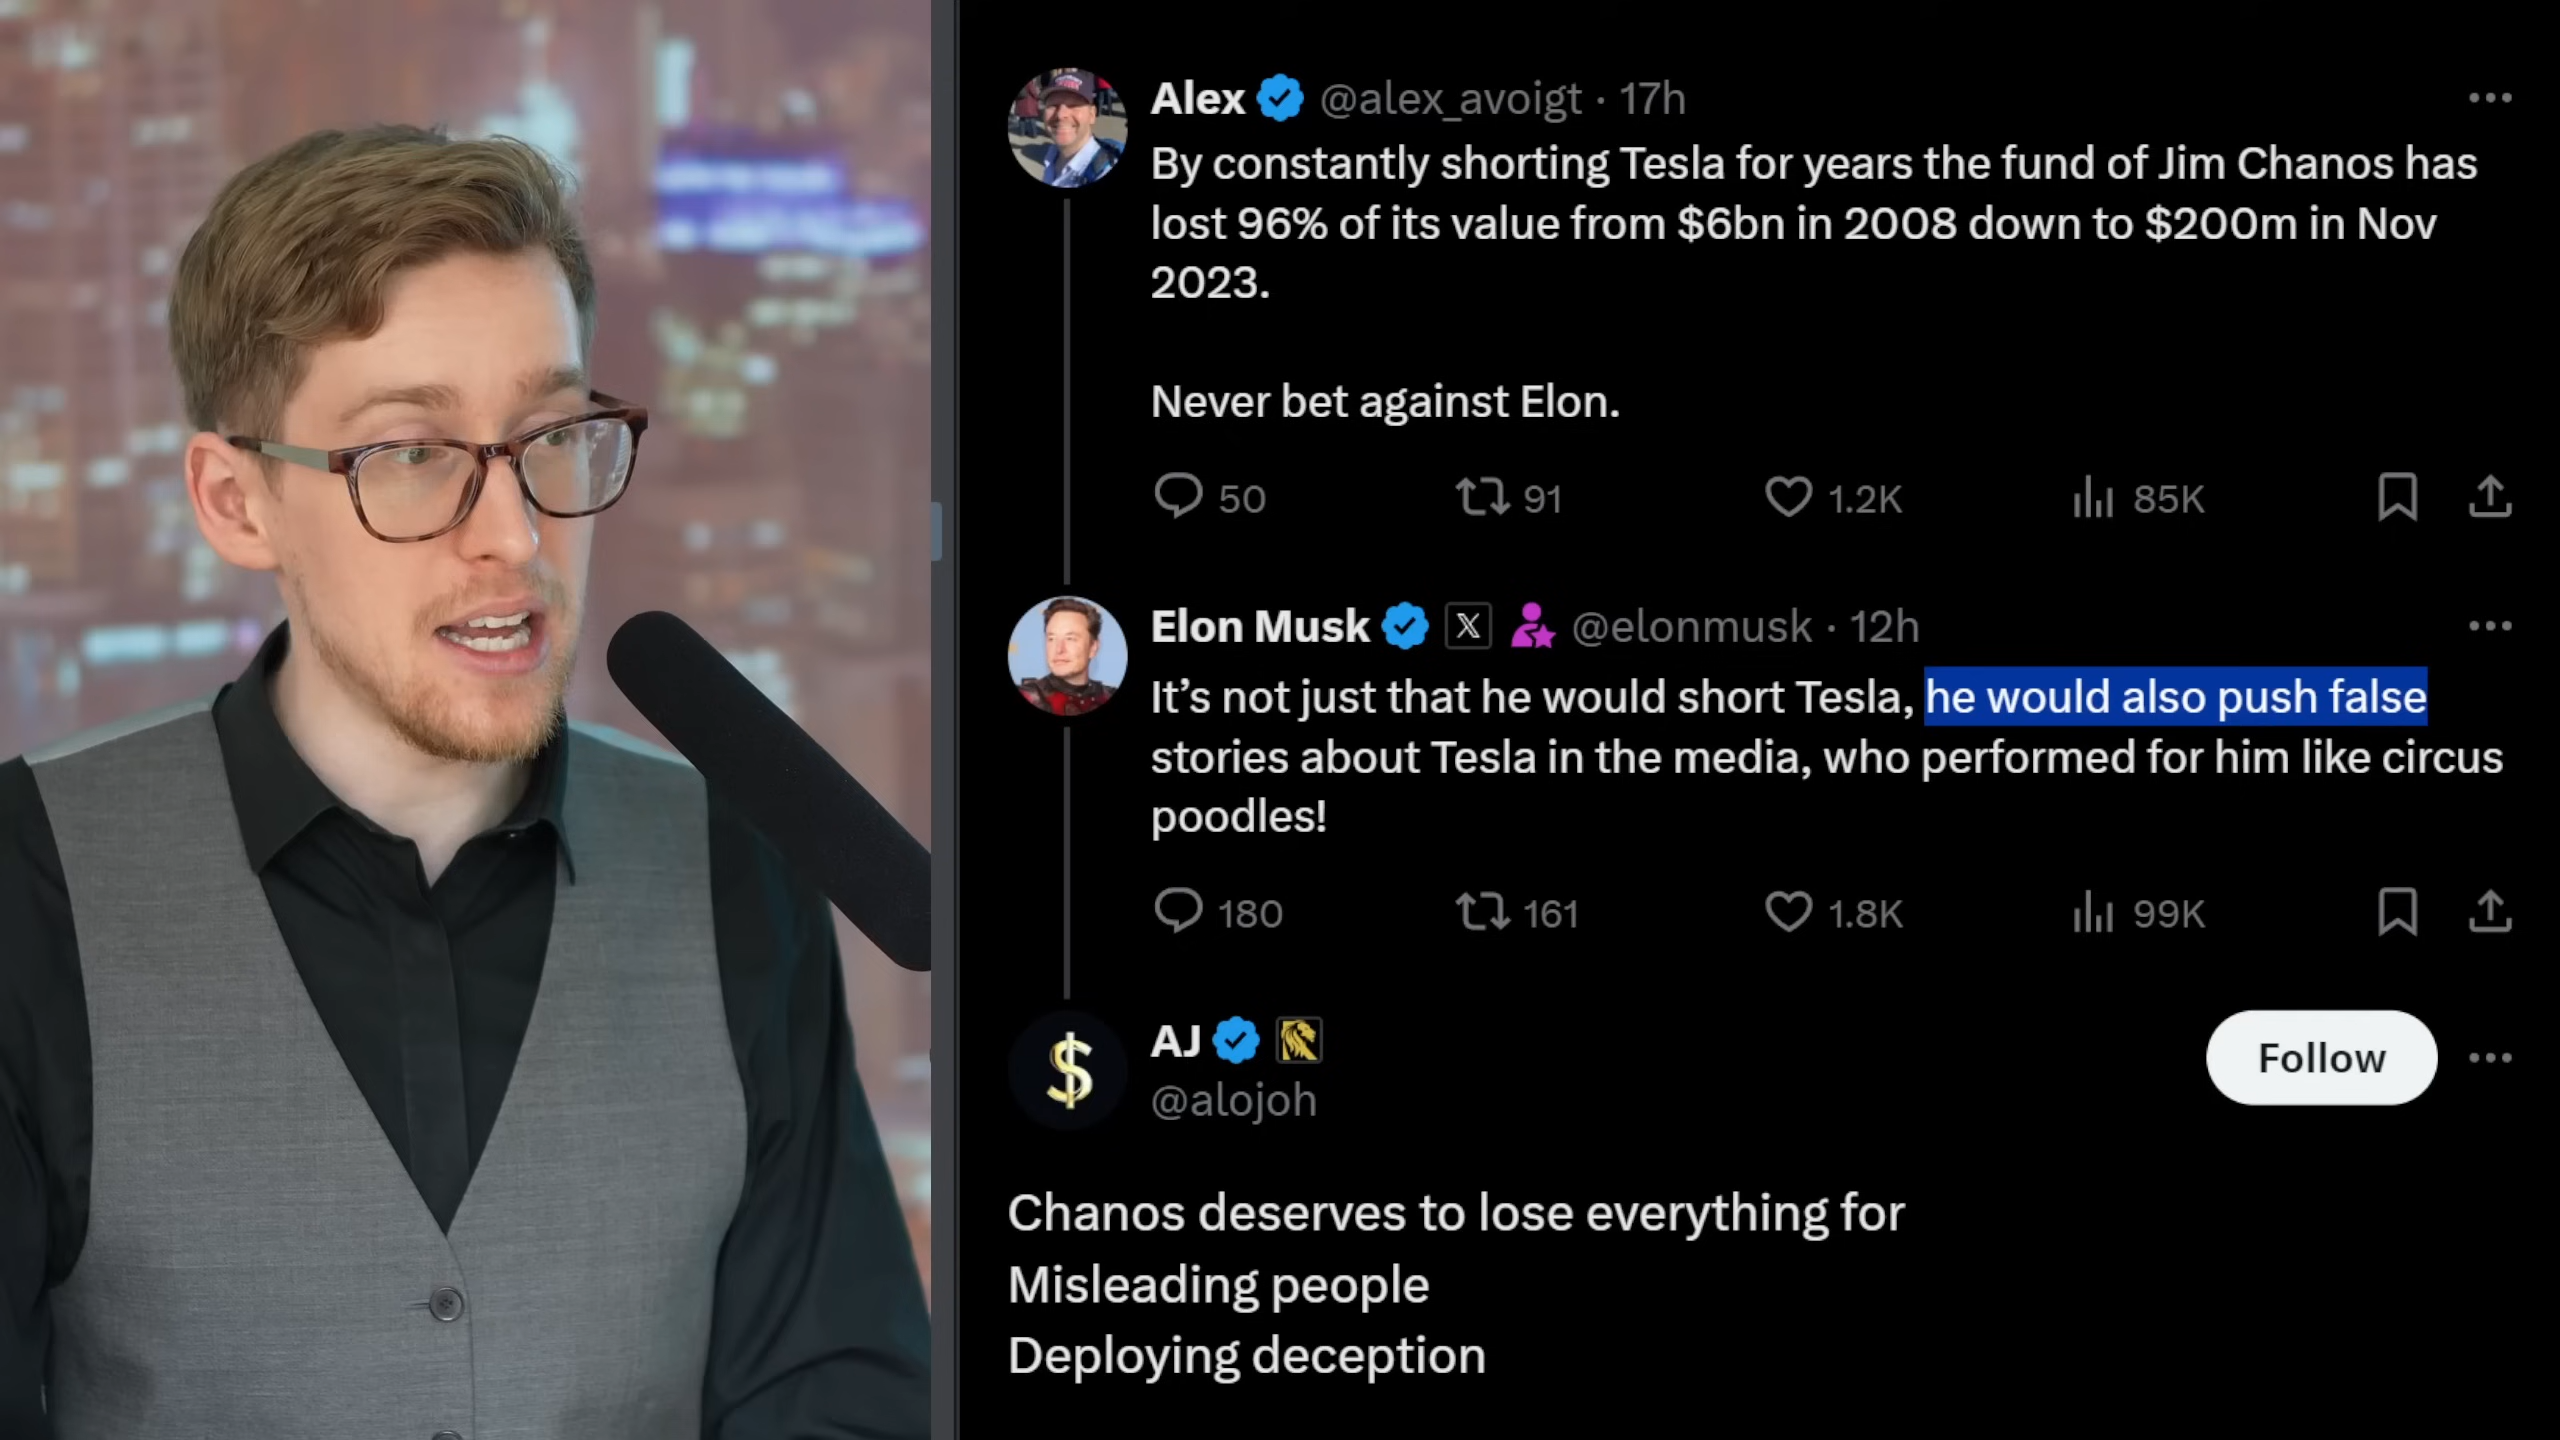 Alex @alex_avoigt · 17h
By constantly shorting Tesla for years the fund of Jim Chanos has
lost 96% of its value from $6bn in 2008 down to $200m in Nov
2023.
Never bet against Elon.
50 91 1.2K 85K
Elon Musk X @elonmusk · 12h
It’s not just that he would short Tesla, he would also push false
stories about Tesla in the media, who performed for him like circus
poodles!
180 161 1.8K 99K
AJ
Follow
@alojoh
Chanos deserves to lose everything for
Misleading people
Deploying deception